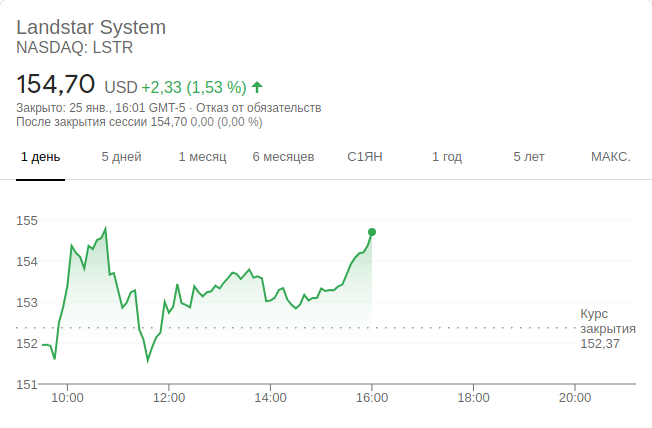 Landstar System
NASDAQ: LSTR
154,70 USD +2,33 (1,53 %)
Закрыто: 25 янв., 16:01 GMT-5 · Отказ от обязательств
После закрытия сессии 154,70 0,00 (0,00 %)
1 день 5 дней 1 месяц 6 месяцев С1ЯН 1 год 5 лет МАКС.
155
154
153
Курс
закрытия
152,37
152
151
10:00 12:00 14:00 16:00 18:00 20:00